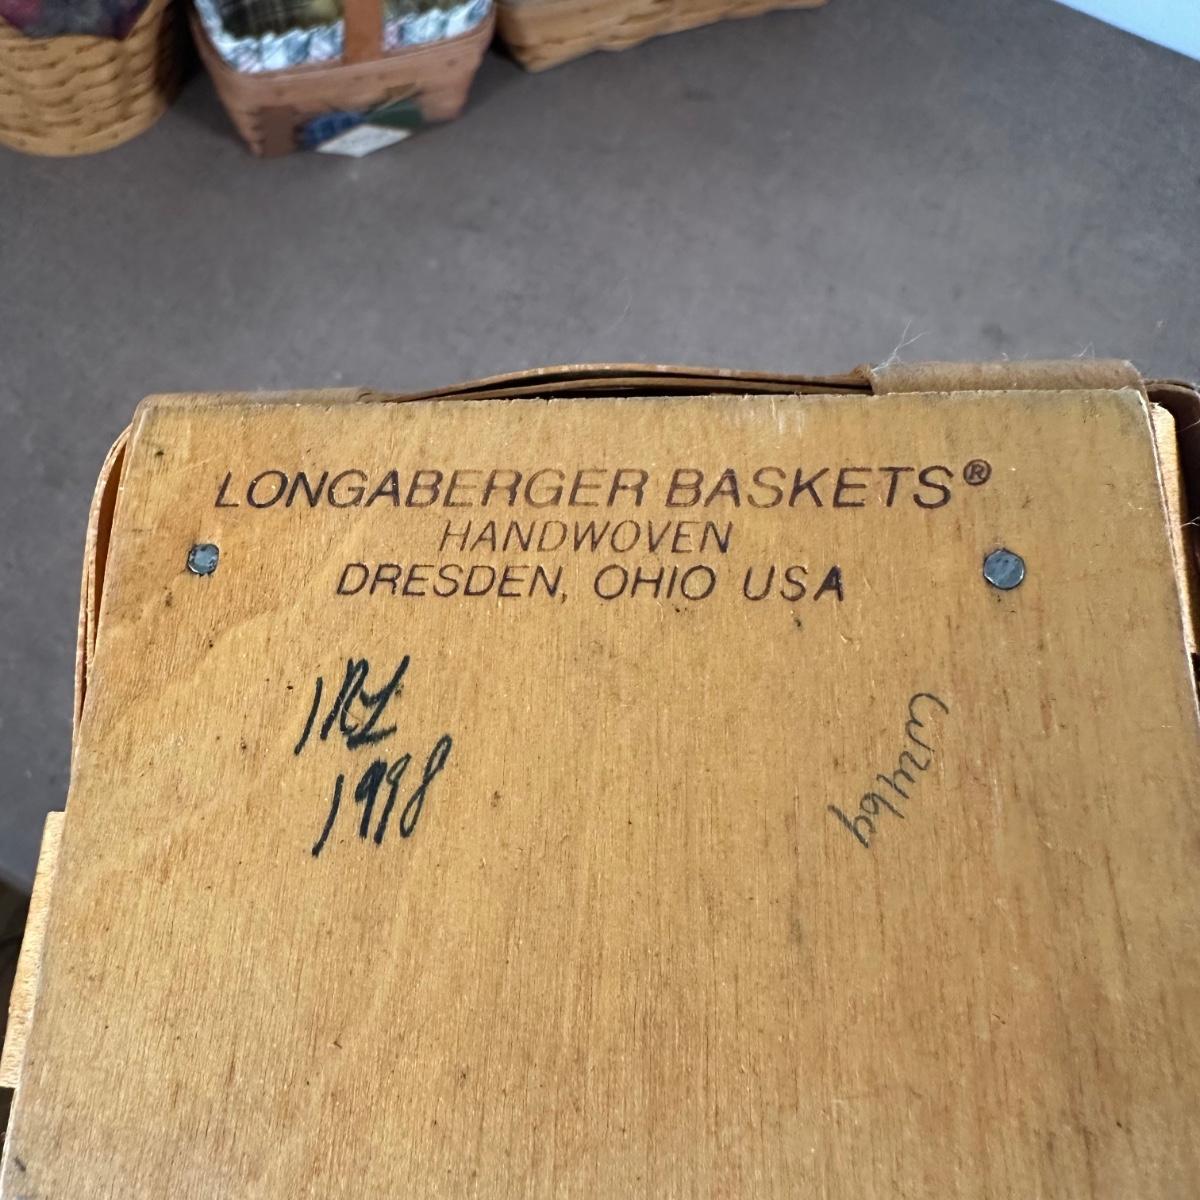 LONGABERGER BASKETS®
HANDWOVEN
DRESDEN, OHIO USA
1998